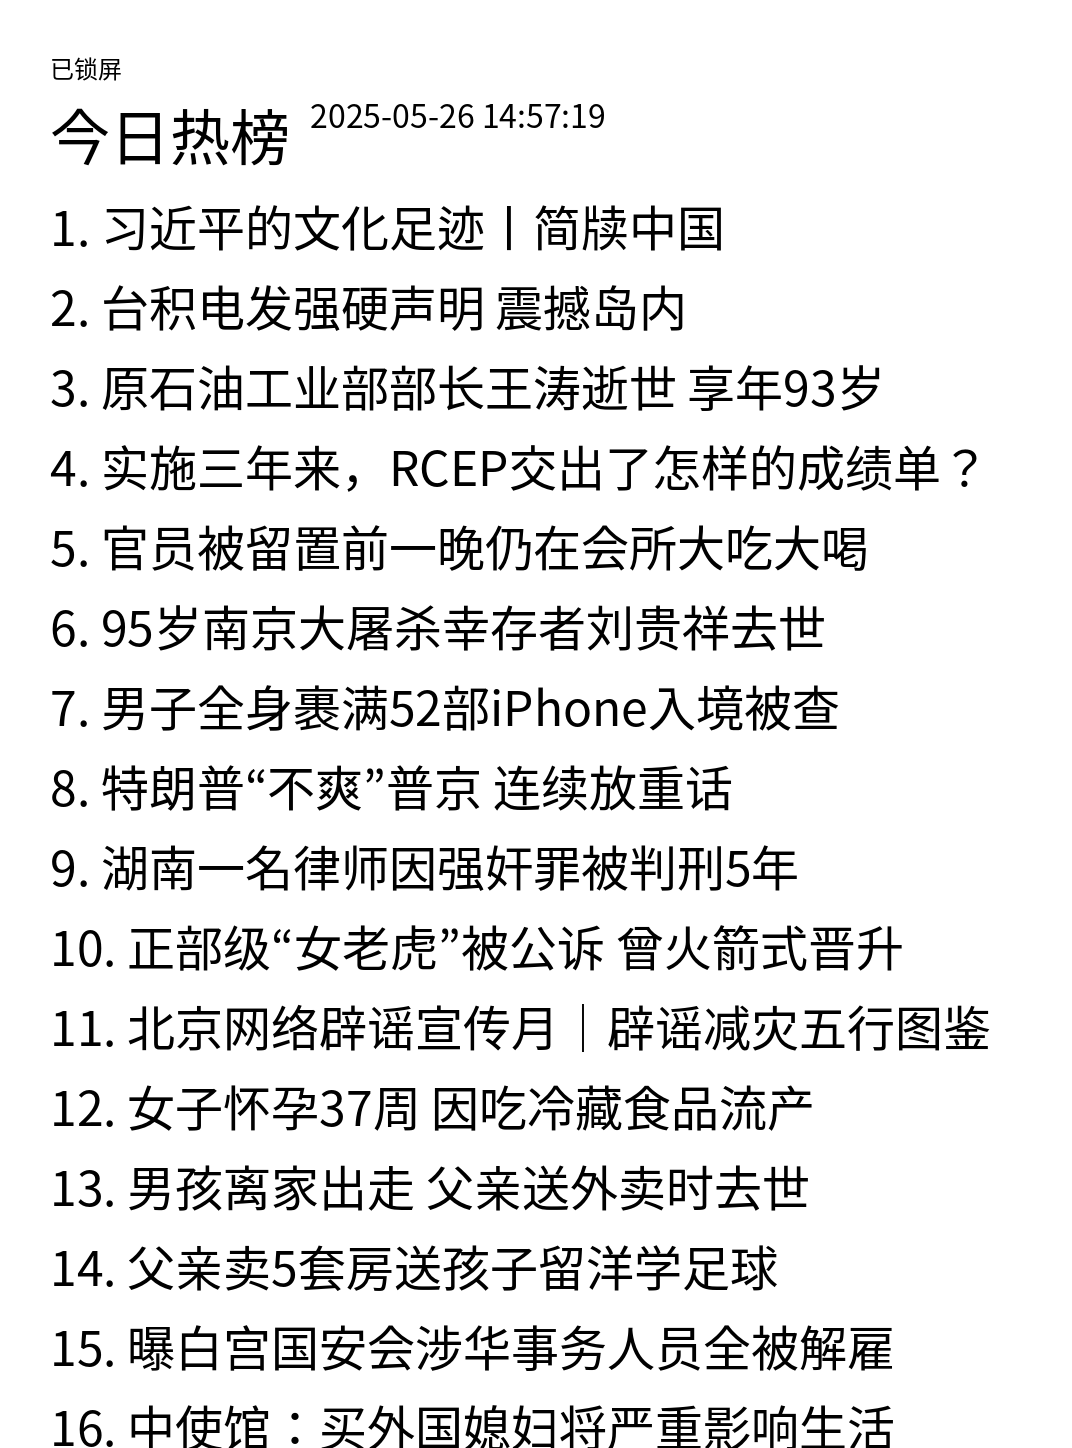 已锁屏
今日热榜 2025-05-26 14:57:19
1. 习近平的文化足迹丨简牍中国
2. 台积电发强硬声明 震撼岛内
3. 原石油工业部部长王涛逝世 享年93岁
4. 实施三年来，RCEP交出了怎样的成绩单？
5. 官员被留置前一晚仍在会所大吃大喝
6. 95岁南京大屠杀幸存者刘贵祥去世
7. 男子全身裹满52部iPhone入境被查
8. 特朗普“不爽”普京 连续放重话
9. 湖南一名律师因强奸罪被判刑5年
10. 正部级“女老虎”被公诉 曾火箭式晋升
11. 北京网络辟谣宣传月｜辟谣减灾五行图鉴
12. 女子怀孕37周 因吃冷藏食品流产
13. 男孩离家出走 父亲送外卖时去世
14. 父亲卖5套房送孩子留洋学足球
15. 曝白宫国安会涉华事务人员全被解雇
16. 中使馆：买外国媳妇将严重影响生活